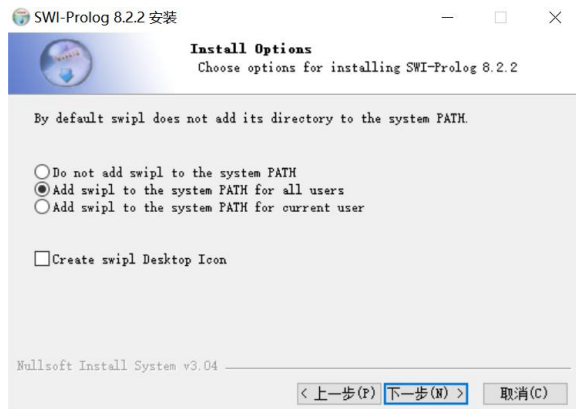 SWI-Prolog 8.2.2 安装
Install Options
Choose options for installing SWI-Prolog 8.2.2
By default swipl does not add its directory to the system PATH.
Do not add swipl to the system PATH
Add swipl to the system PATH for all users
Add swipl to the system PATH for current user
Create swipl Desktop Icon
Nullsoft Install System v3.04
< 上一步(P) 下一步(N) > 取消(C)